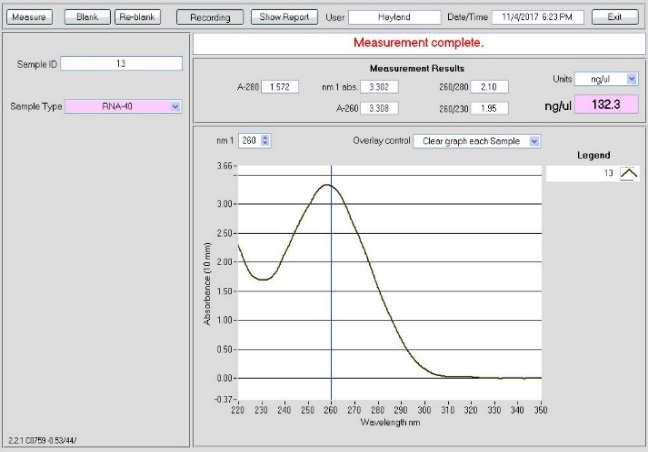 Measure Blank Re-blank Recording Show Report User Heyland Date/Time 11/4/2017 6:23 PM Exit
Measurement complete.
Sample ID 13
Sample Type RNA-40
Measurement Results
A-280 1.572 nm 1 abs. 3.302 260/280 2.10 Units ng/ul
A-260 3.308 260/230 1.95 ng/ul 132.3
nm 1 260 Overlay control Clear graph each Sample
Legend
13
Absorbance (10 mm)
3.66
3.00
2.50
2.00
1.50
1.00
0.50
0.00
-0.37
220 230 240 250 260 270 280 290 300 310 320 330 340 350
Wavelength nm
2.2.1 C0759 -0.53/44/